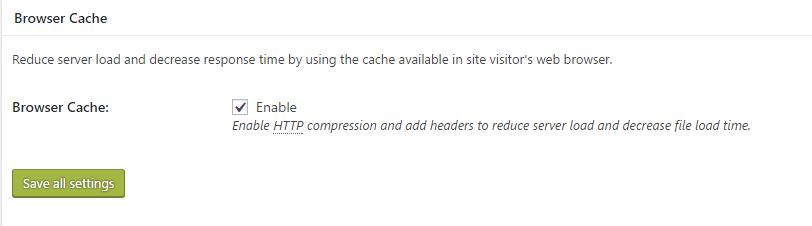 Browser Cache
Reduce server load and decrease response time by using the cache available in site visitor's web browser.
Browser Cache: Enable
Enable HTTP compression and add headers to reduce server load and decrease file load time.
Save all settings